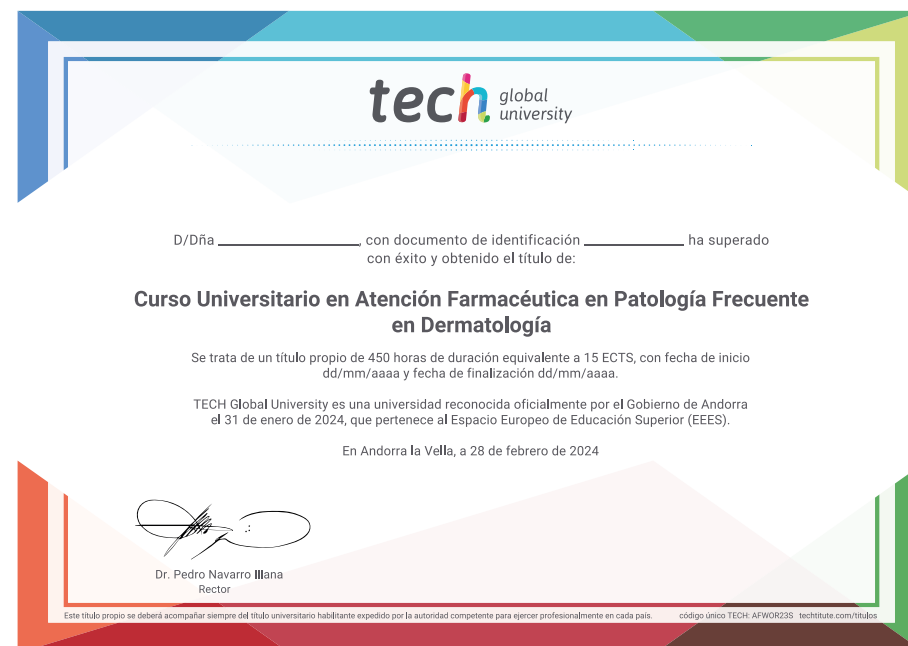 tech global university
D/Dña ____________, con documento de identificación ____________ ha superado
con éxito y obtenido el título de:
Curso Universitario en Atención Farmacéutica en Patología Frecuente
en Dermatología
Se trata de un título propio de 450 horas de duración equivalente a 15 ECTS, con fecha de inicio
dd/mm/aaaa y fecha de finalización dd/mm/aaaa.
TECH Global University es una universidad reconocida oficialmente por el Gobierno de Andorra
el 31 de enero de 2024, que pertenece al Espacio Europeo de Educación Superior (EEES).
En Andorra la Vella, a 28 de febrero de 2024
Dr. Pedro Navarro Illana
Rector
Este título propio se deberá acompañar siempre del título universitario habilitante expedido por la autoridad competente para ejercer profesionalmente en cada país. código único TECH: AFWOR23S techtitute.com/titulos